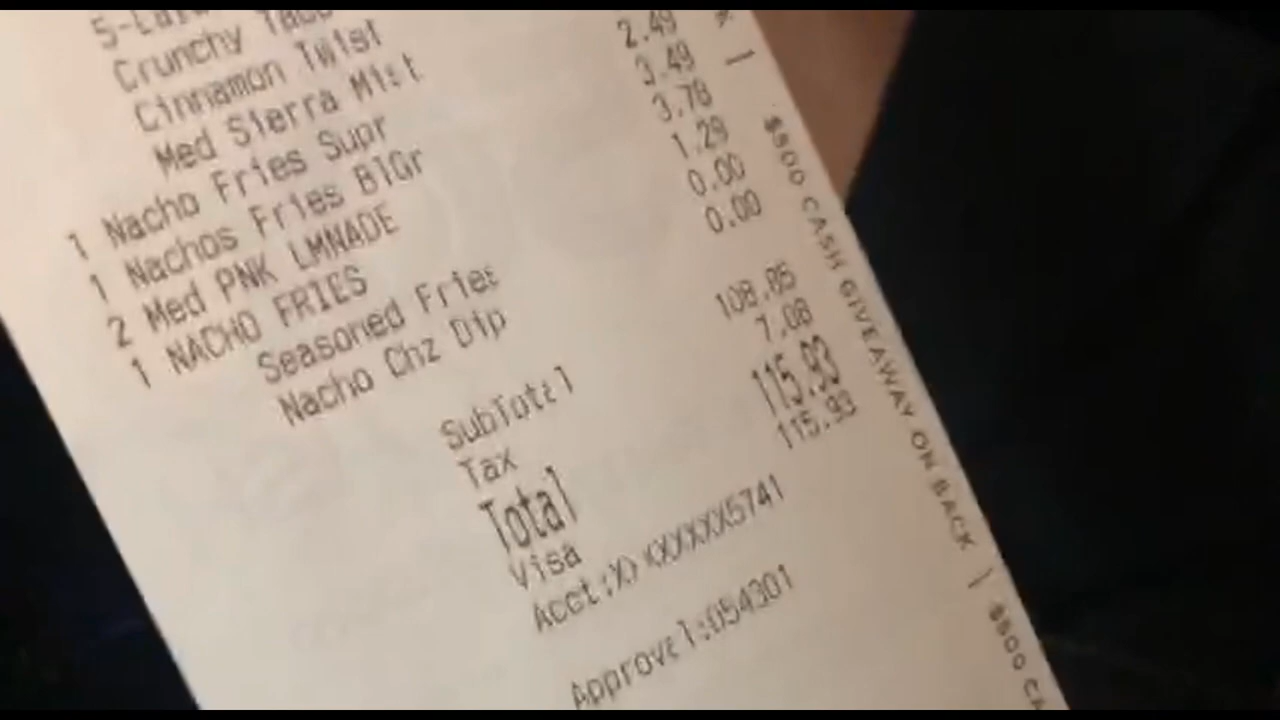 Crunchy Taco
Cinnamon Twist
Med Sierra Mist
1 Nacho Fries Supr 2.49
1 Nachos Fries BlGr 3.49
2 Med PNK LMNADE 3.78
1 NACHO FRIES 1.29
Seasoned Fries 0.00
Nacho Chz Dip 0.00
SubTotal 108.85
Tax 7.08
Total 115.93
Visa 115.93
Acct:XXXXXXXX5741
Approval:054301
$500 CASH GIVEAWAY ON BACK | $500